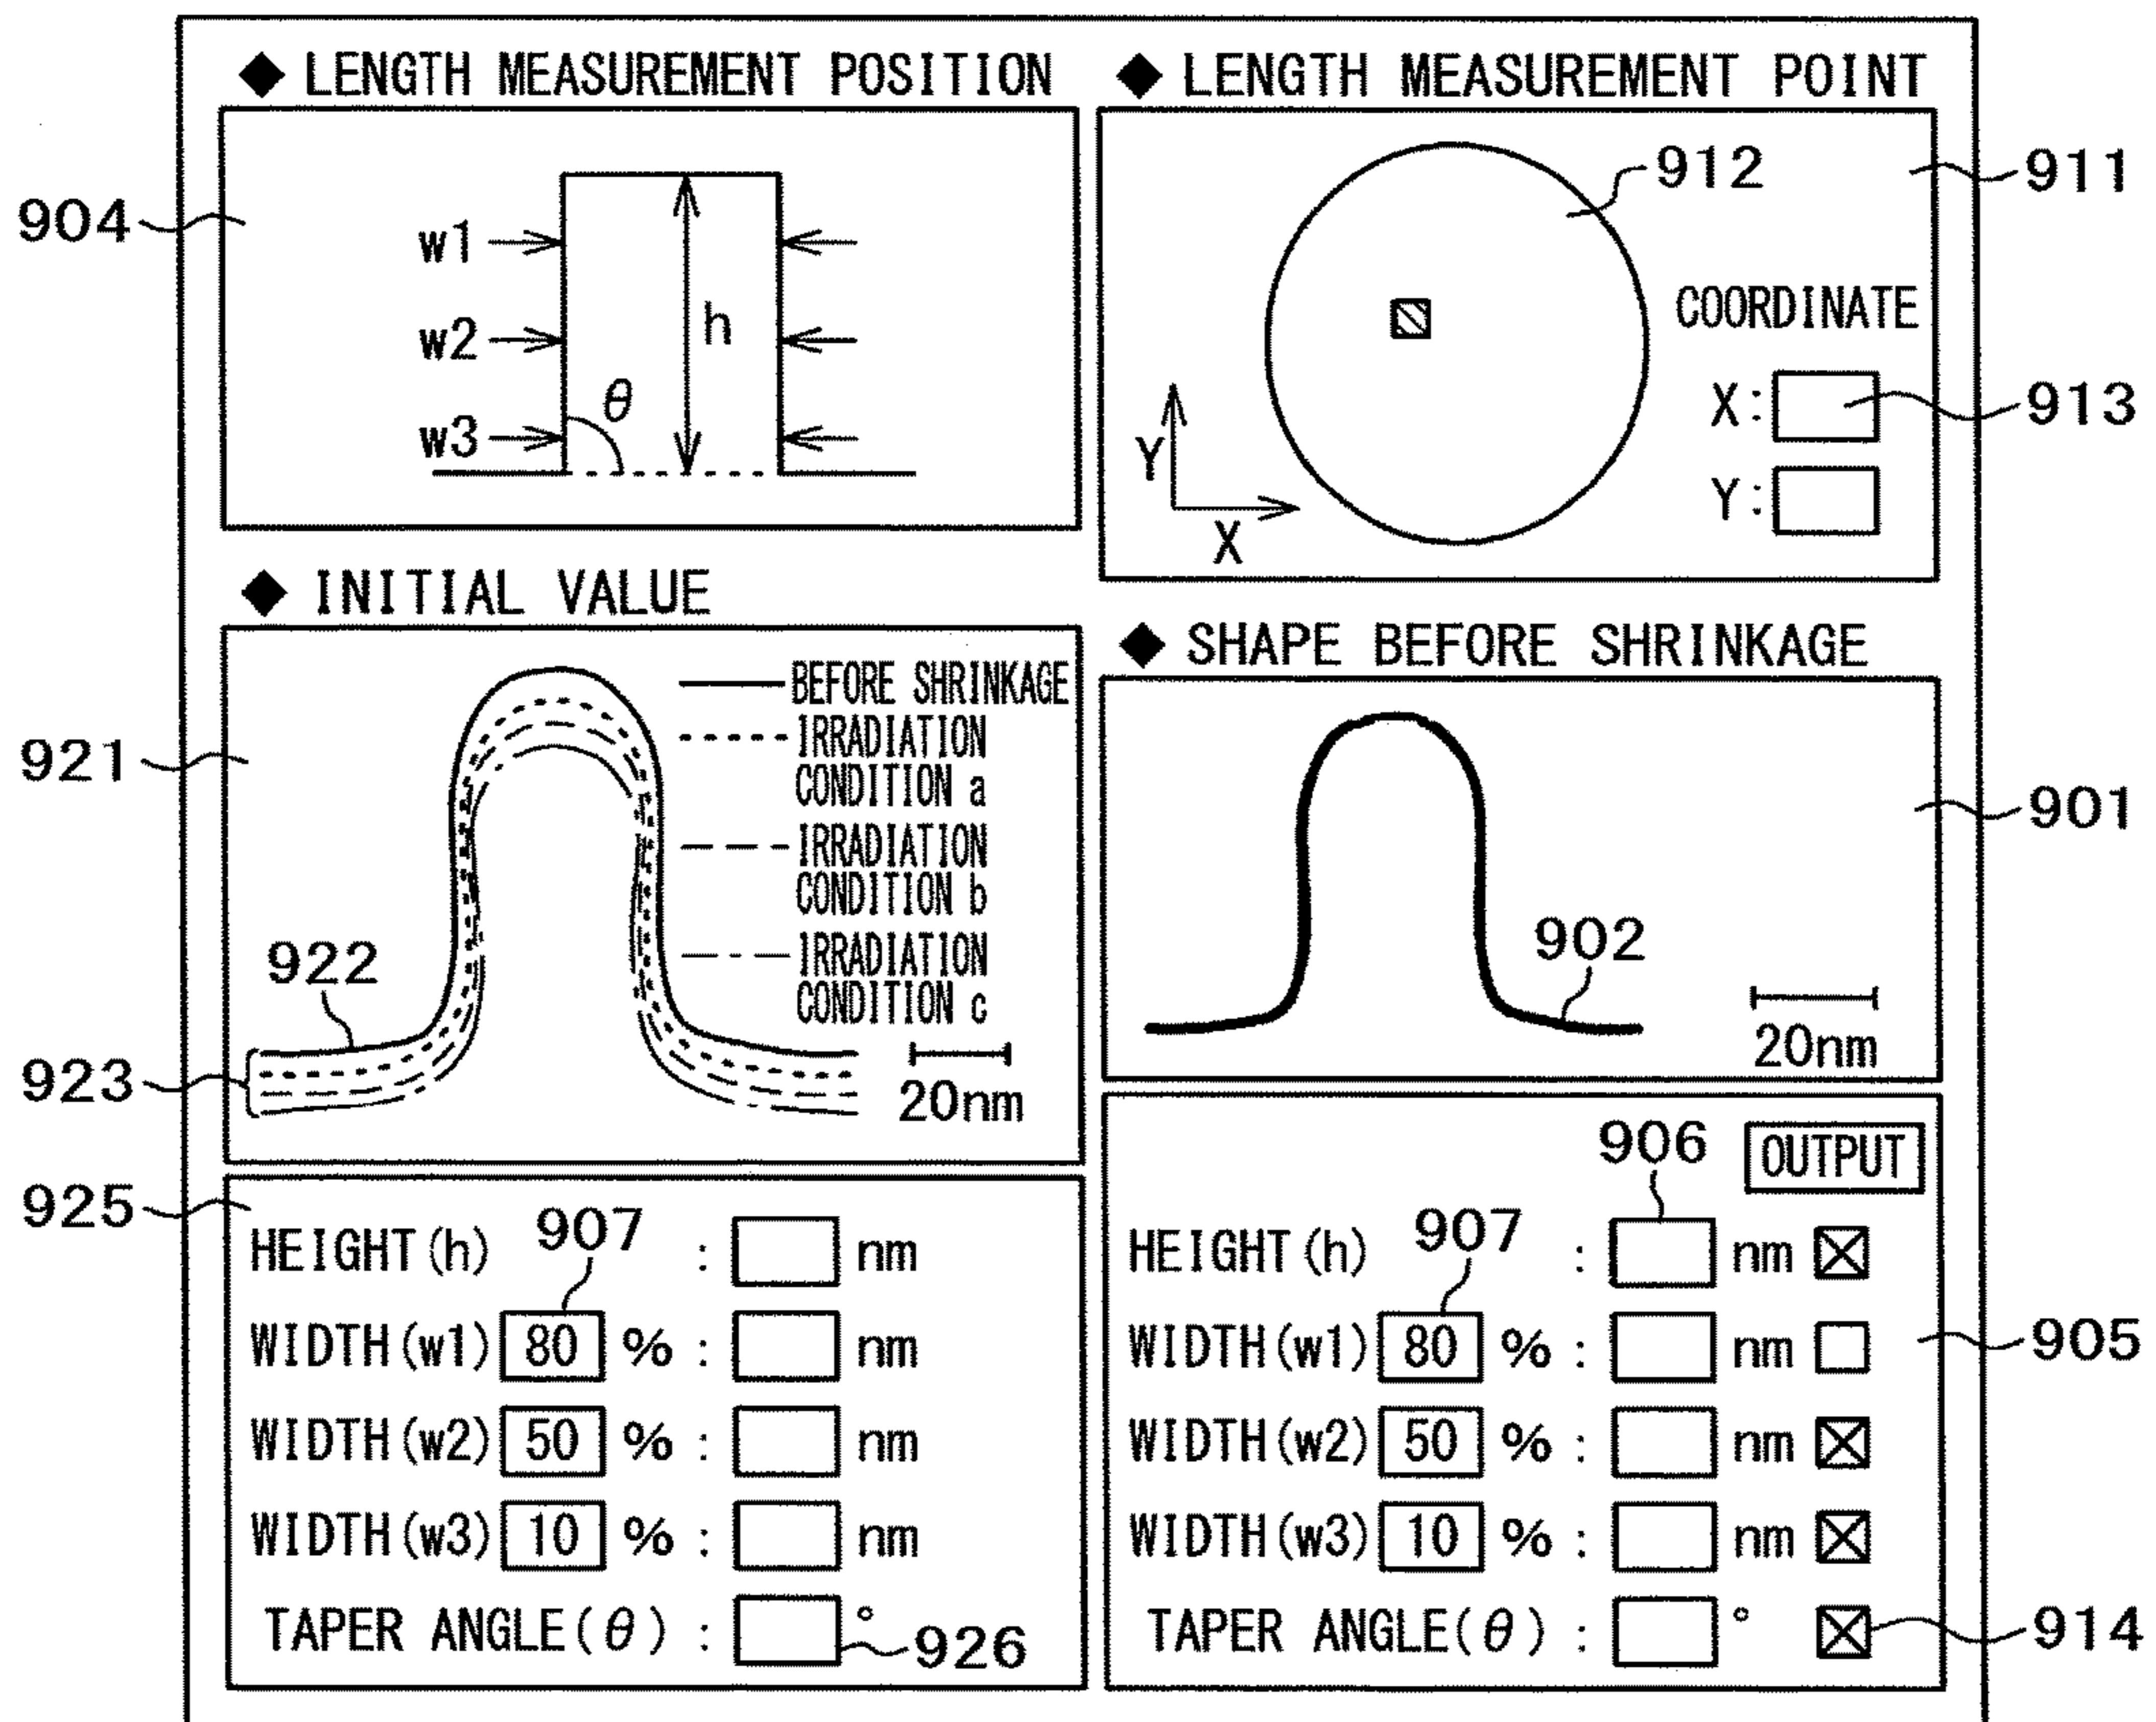 ◆ LENGTH MEASUREMENT POSITION
904
w1
w2
w3
h
θ
◆ LENGTH MEASUREMENT POINT
912
911
COORDINATE
X:
913
Y:
Y
X
◆ INITIAL VALUE
921
BEFORE SHRINKAGE
IRRADIATION
CONDITION a
IRRADIATION
CONDITION b
IRRADIATION
CONDITION c
922
923
20nm
◆ SHAPE BEFORE SHRINKAGE
901
902
20nm
925
907
HEIGHT(h) : nm
WIDTH(w1) 80 % : nm
WIDTH(w2) 50 % : nm
WIDTH(w3) 10 % : nm
TAPER ANGLE(θ) : °
926
906
OUTPUT
907
HEIGHT(h) : nm
WIDTH(w1) 80 % : nm
905
WIDTH(w2) 50 % : nm
WIDTH(w3) 10 % : nm
TAPER ANGLE(θ) : °
914